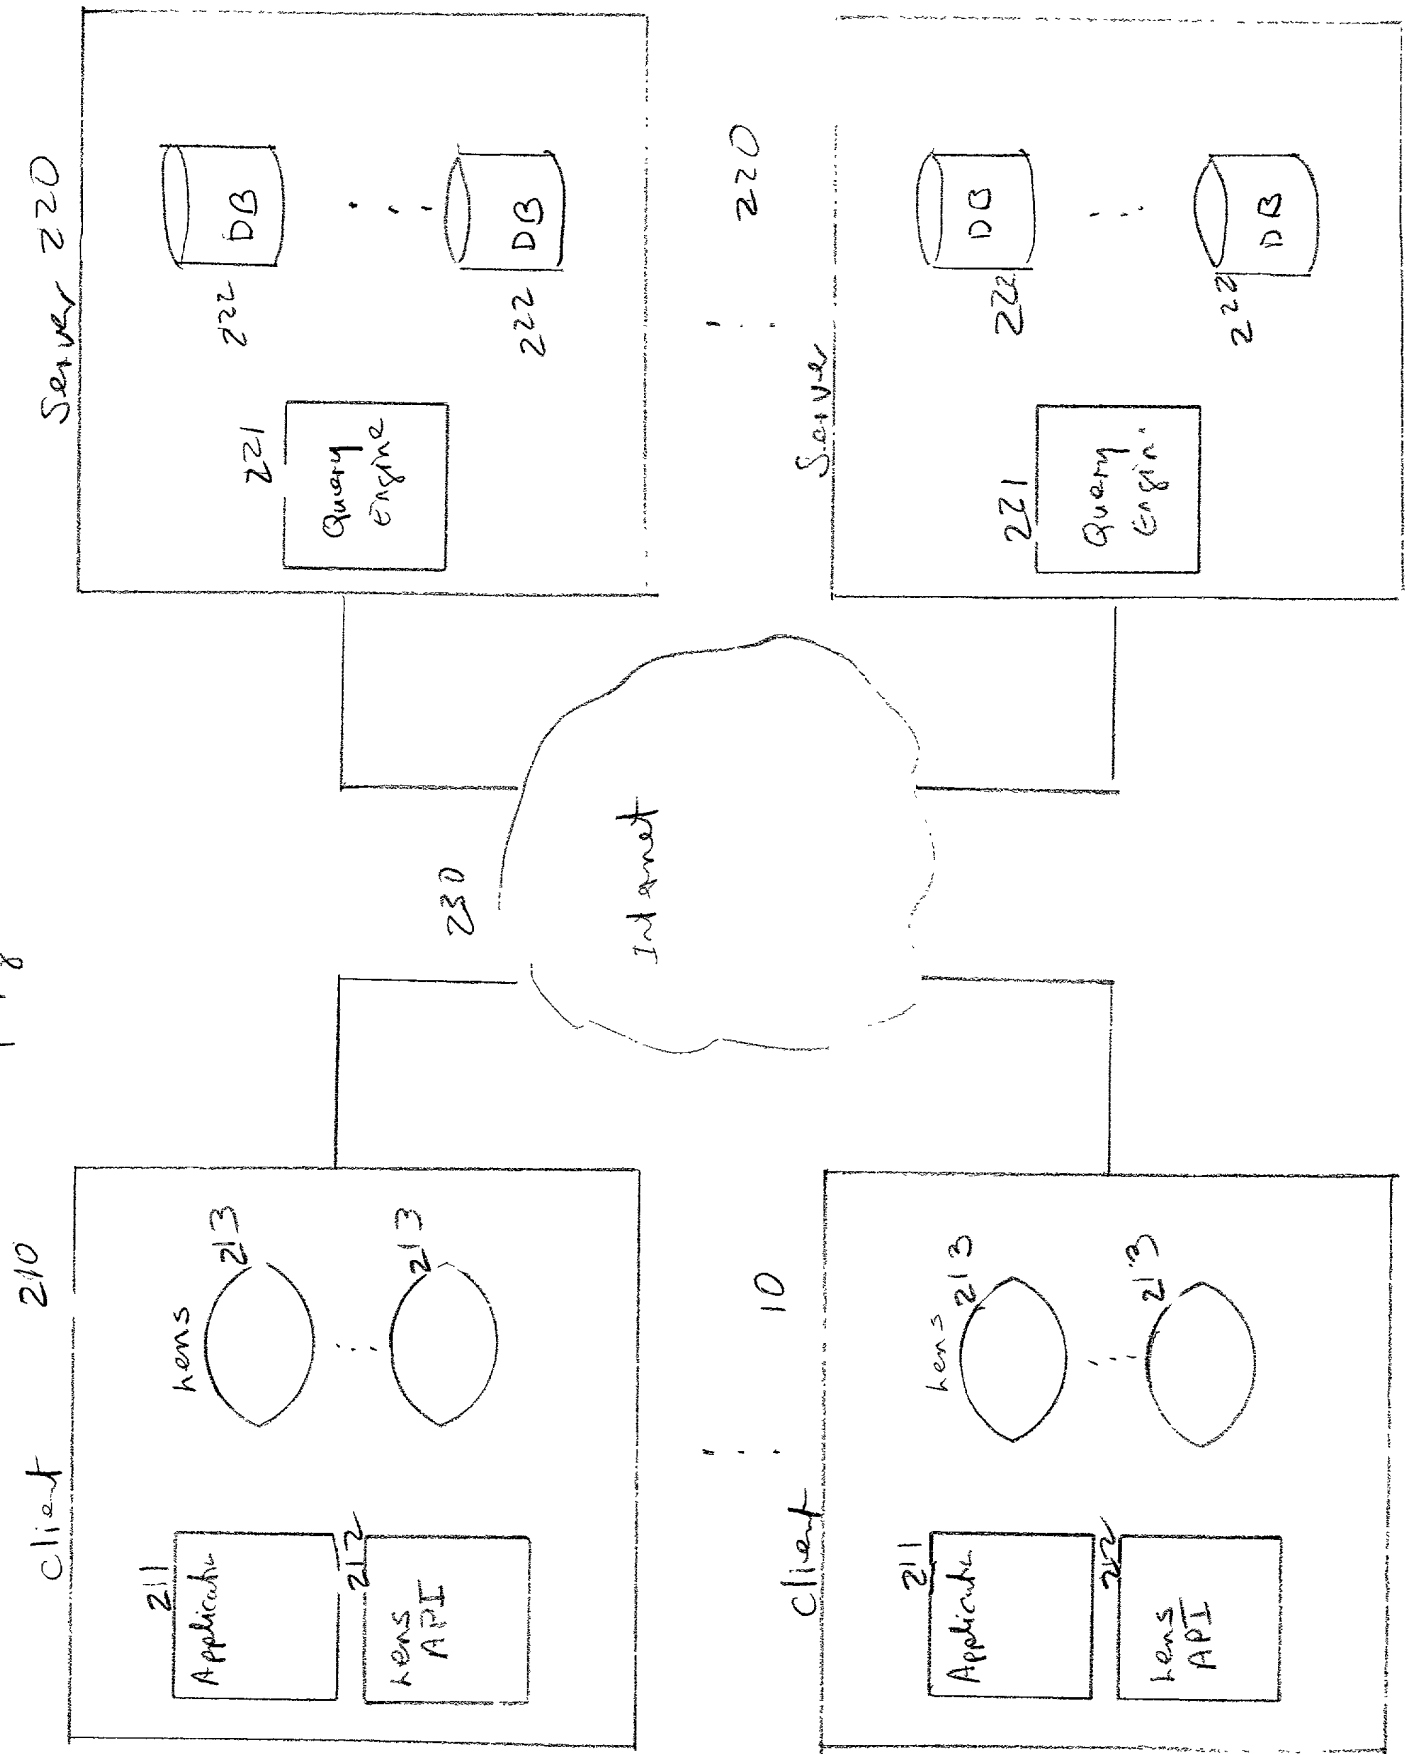 Client 210
211
Application
212
Lens
API
Lens
213
213
230
Internet
Server 220
221
Query
Engine
222
DB
222
DB
Client 10
211
Application
212
Lens
API
Lens
213
213
Server 220
221
Query
Engin
222
DB
222
DB